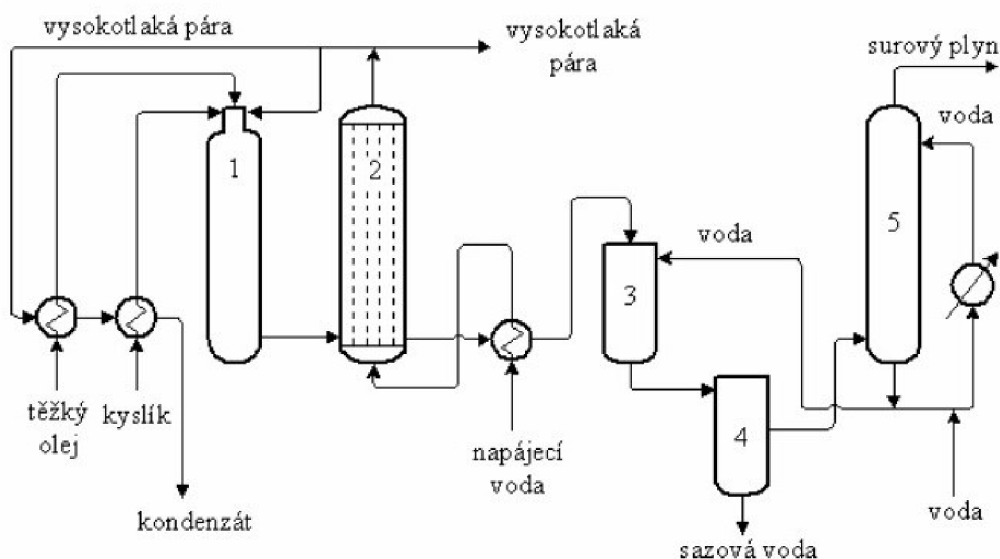 vysokotlaká pára
vysokotlaká
pára
surový plyn
voda
1
2
5
voda
3
těžký
olej
kyslík
napájecí
voda
4
kondenzát
sazová voda
voda